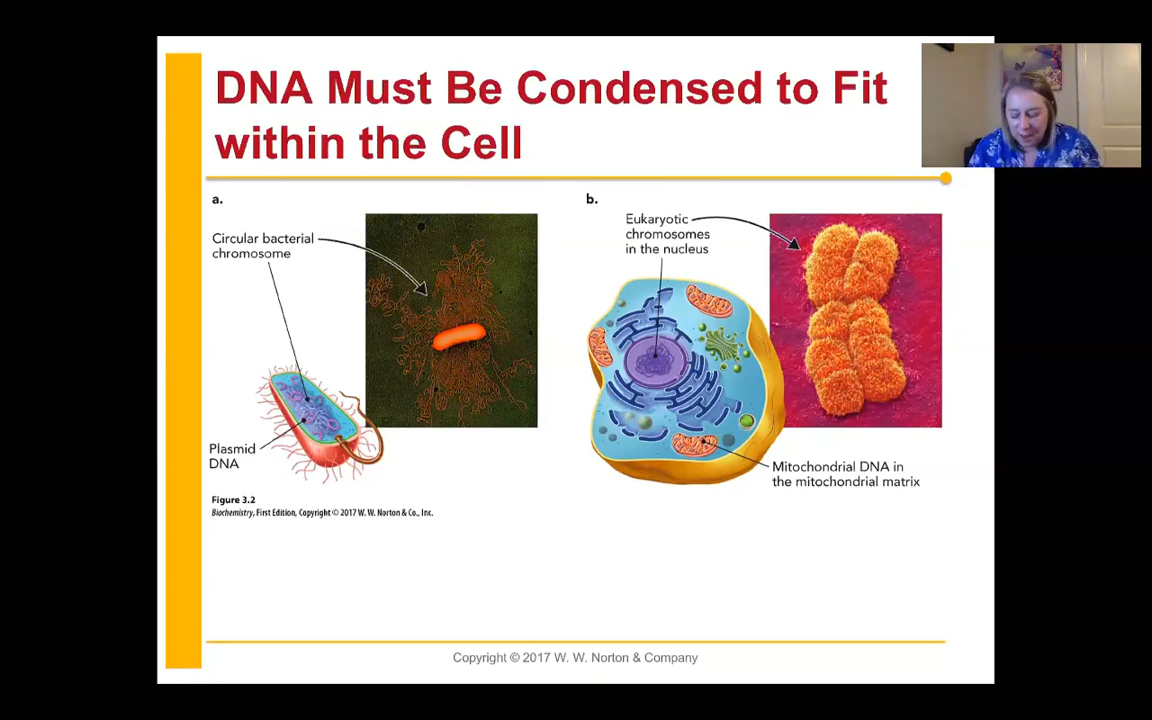 DNA Must Be Condensed to Fit
within the Cell
a.
Circular bacterial
chromosome
Plasmid
DNA
b.
Eukaryotic
chromosomes
in the nucleus
Mitochondrial DNA in
the mitochondrial matrix
Figure 3.2
Biochemistry, First Edition, Copyright © 2017 W. W. Norton & Co., Inc.
Copyright © 2017 W. W. Norton & Company